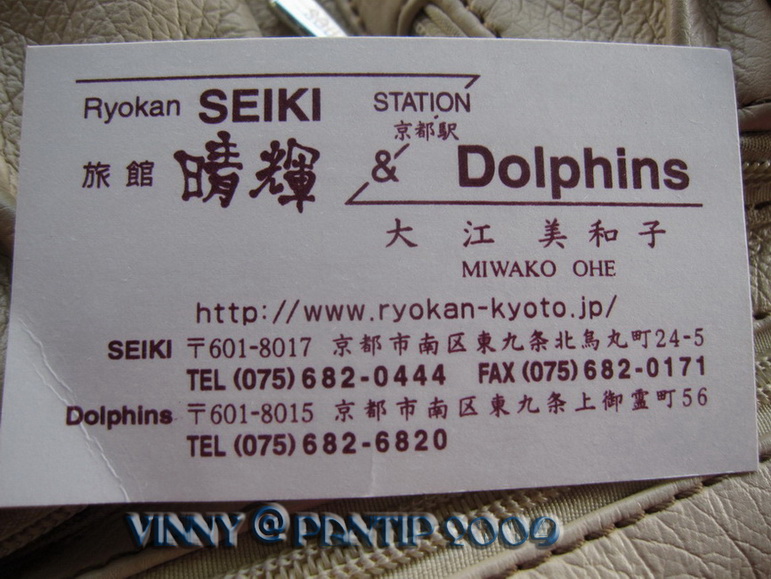 Ryokan SEIKI STATION
京都駅
旅館 晴輝 & Dolphins
大江 美和子
MIWAKO OHE
http://www.ryokan-kyoto.jp/
SEIKI 〒601-8017 京都市南区東九条北烏丸町24-5
TEL (075) 682-0444 FAX (075) 682-0171
Dolphins 〒601-8015 京都市南区東九条上御霊町56
TEL (075) 682-6820
VINNY @ PANTIP 2009